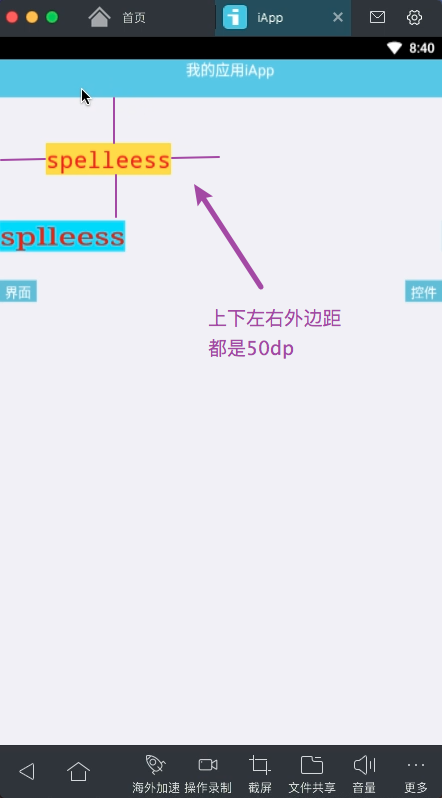 首页
iApp
8:40
我的应用iApp
spelleess
splleess
界面
控件
上下左右外边距
都是50dp
海外加速 操作录制 截屏 文件共享 音量 更多